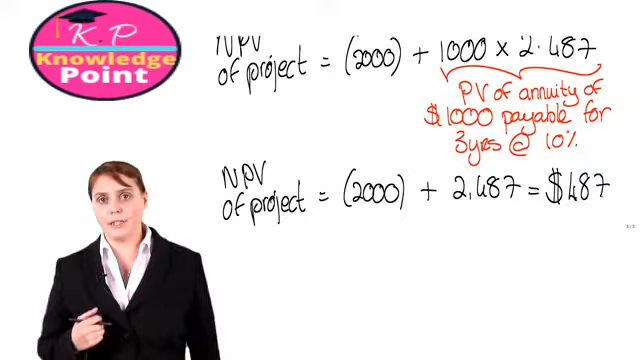 K.P
Knowledge
Point
NPV
of project = (2000) + 1000 x 2.487
PV of annuity of
$1000 payable for
3yrs @ 10%
NPV
of project = (2000) + 2,487 = $487